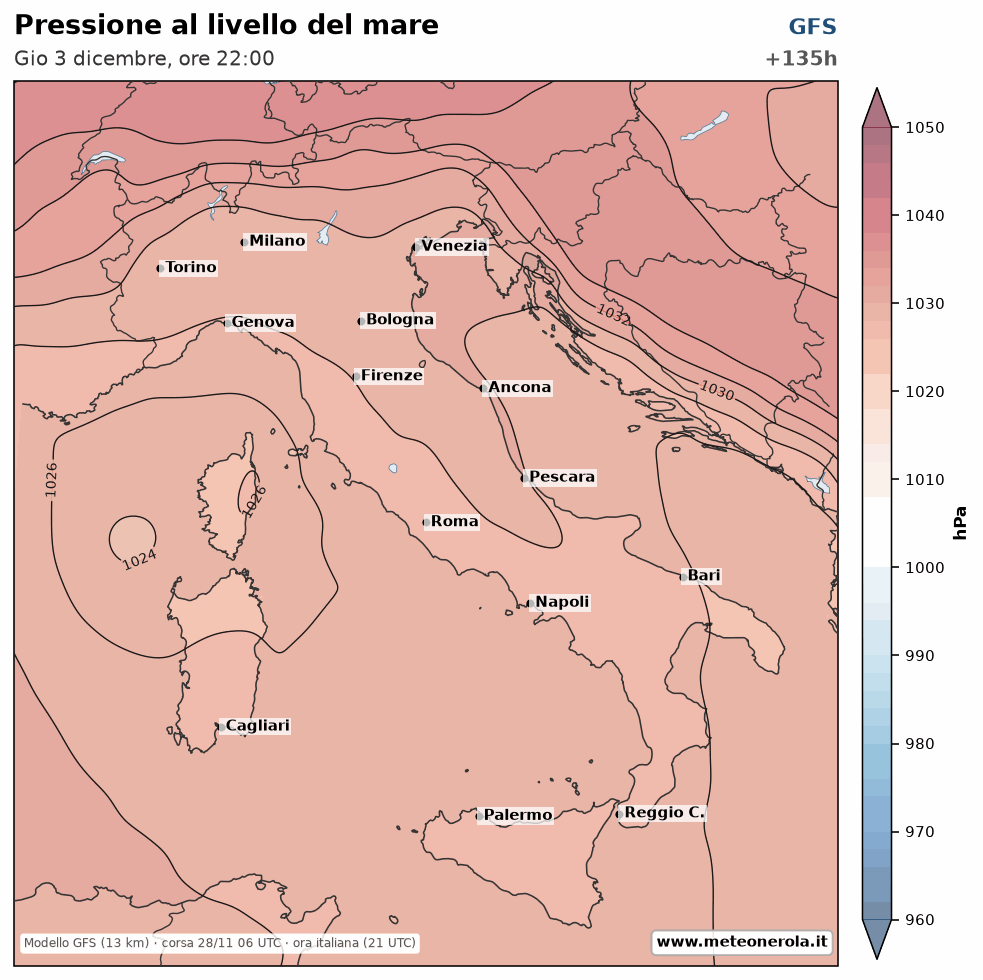 Pressione al livello del mare
GFS
Gio 3 dicembre, ore 22:00
+135h
1050
1040
1030
1020
1010
1000
990
980
970
960
hPa
Milano
Venezia
Torino
Genova
Bologna
1032
Firenze
Ancona
1030
1026
Pescara
1026
Roma
1024
Bari
Napoli
Cagliari
Palermo
Reggio C.
Modello GFS (13 km) · corsa 28/11 06 UTC · ora italiana (21 UTC)
www.meteonerola.it